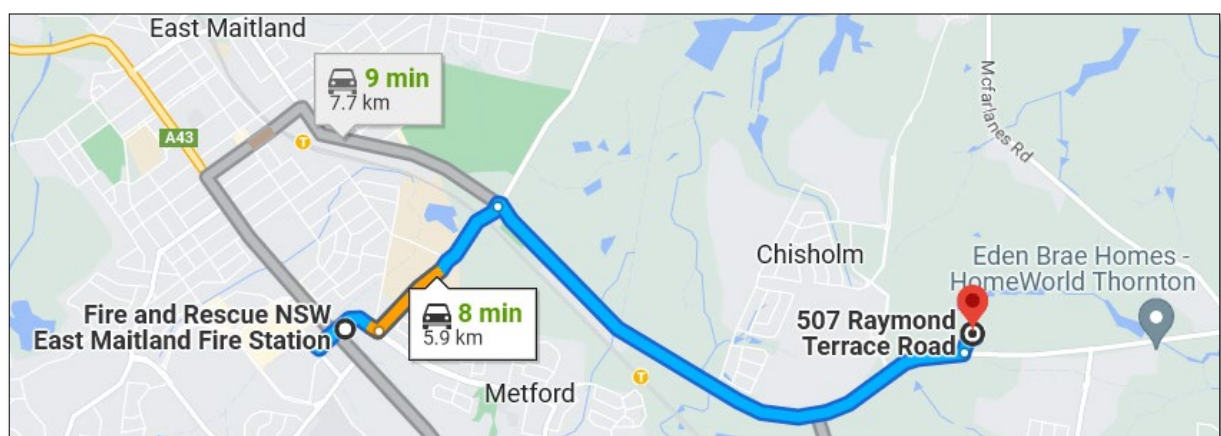 East Maitland
9 min
7.7 km
A43
T
Mcfarlanes Rd
Chisholm
Eden Brae Homes -
HomeWorld Thornton
Fire and Rescue NSW
East Maitland Fire Station
8 min
5.9 km
507 Raymond
Terrace Road
T
Metford